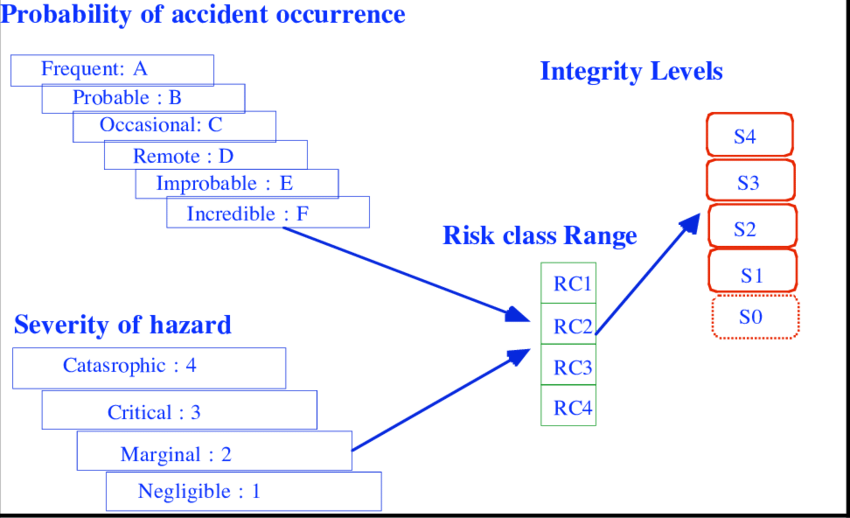 Probability of accident occurrence
Frequent: A
Probable : B
Occasional: C
Remote : D
Improbable : E
Incredible : F
Severity of hazard
Catasrophic : 4
Critical : 3
Marginal : 2
Negligible : 1
Risk class Range
RC1
RC2
RC3
RC4
Integrity Levels
S4
S3
S2
S1
S0